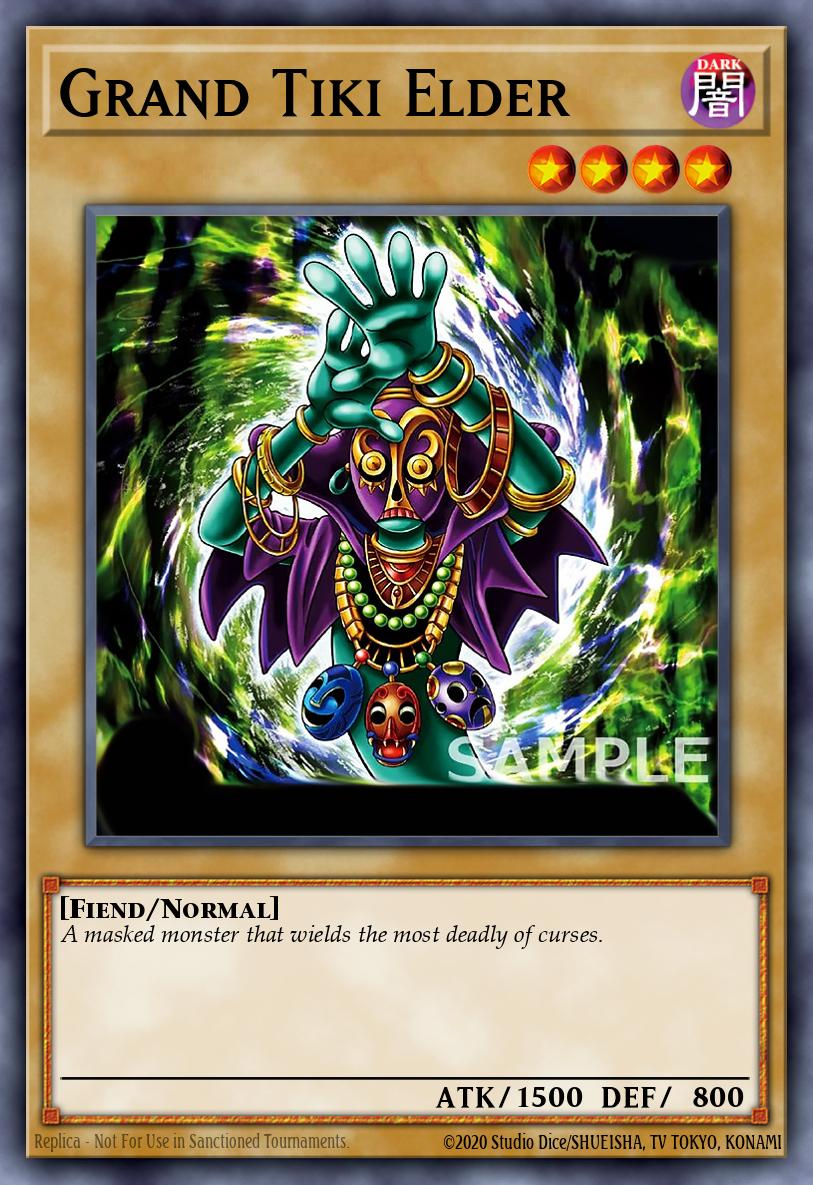 Grand Tiki Elder
DARK
闇
SAMPLE
[Fiend/Normal]
A masked monster that wields the most deadly of curses.
ATK/1500 DEF/ 800
Replica - Not For Use in Sanctioned Tournaments.
©2020 Studio Dice/SHUEISHA, TV TOKYO, KONAMI